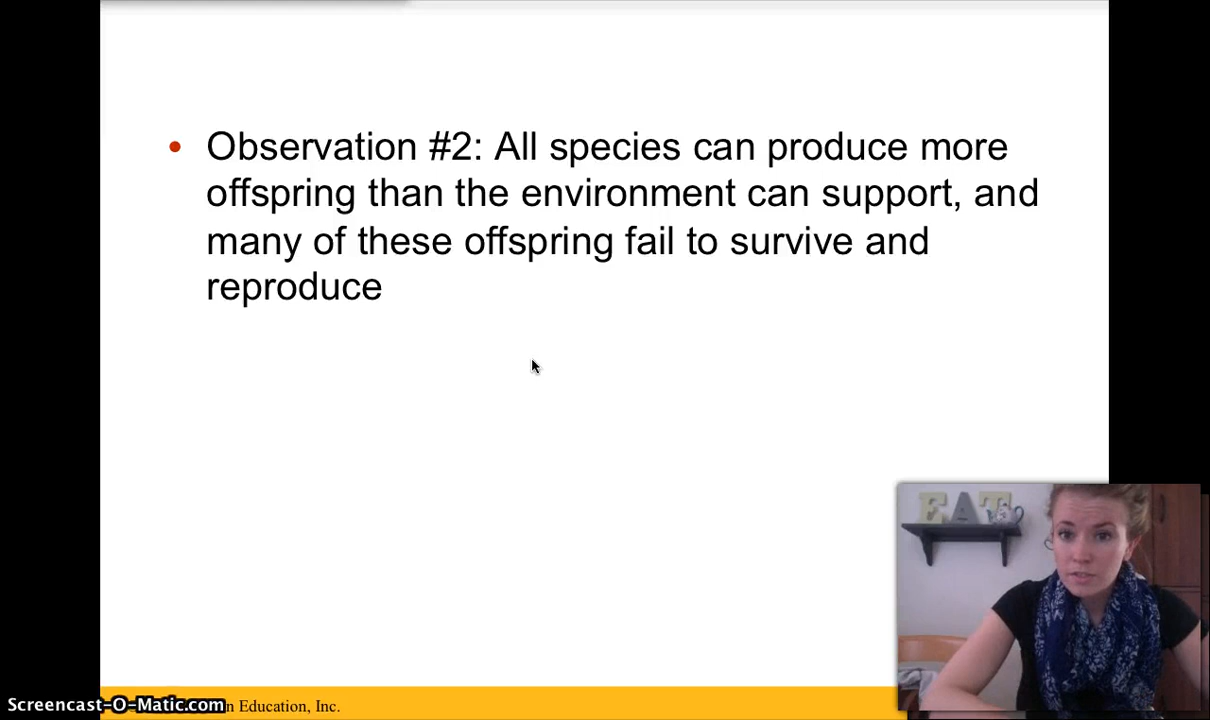 Observation #2: All species can produce more
offspring than the environment can support, and
many of these offspring fail to survive and
reproduce
EAT
Screencast-O-Matic.com
Education, Inc.